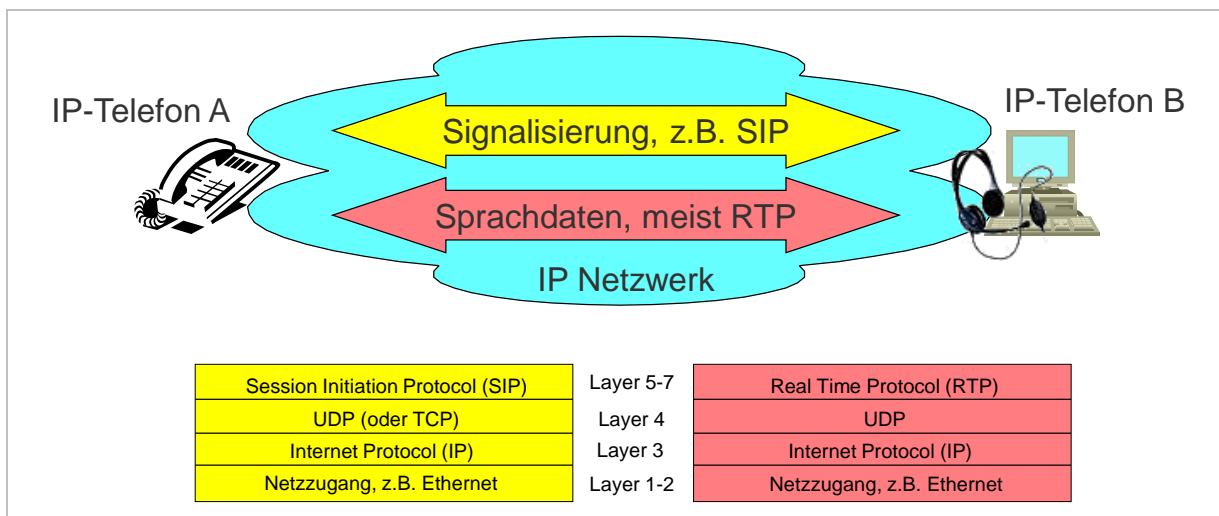 IP-Telefon A
IP-Telefon B
Signalisierung, z.B. SIP
Sprachdaten, meist RTP
IP Netzwerk
Session Initiation Protocol (SIP) Layer 5-7 Real Time Protocol (RTP)
UDP (oder TCP) Layer 4 UDP
Internet Protocol (IP) Layer 3 Internet Protocol (IP)
Netzzugang, z.B. Ethernet Layer 1-2 Netzzugang, z.B. Ethernet